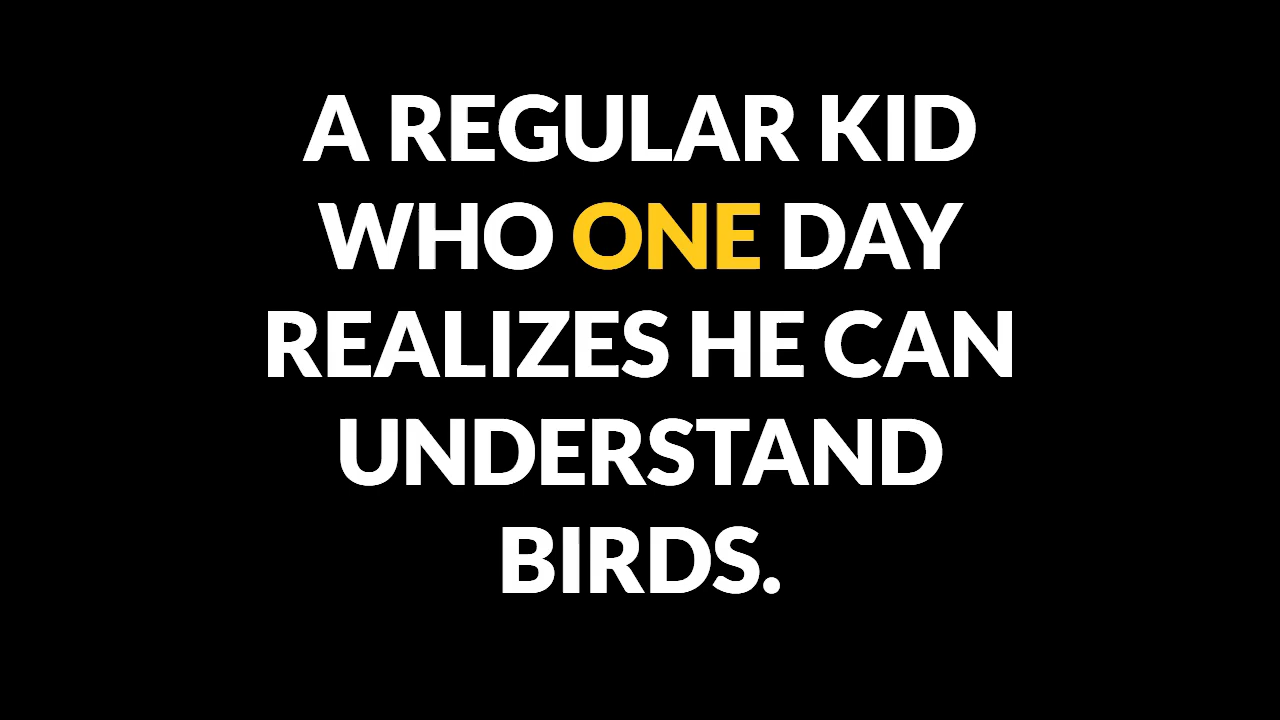 A REGULAR KID
WHO ONE DAY
REALIZES HE CAN
UNDERSTAND
BIRDS.